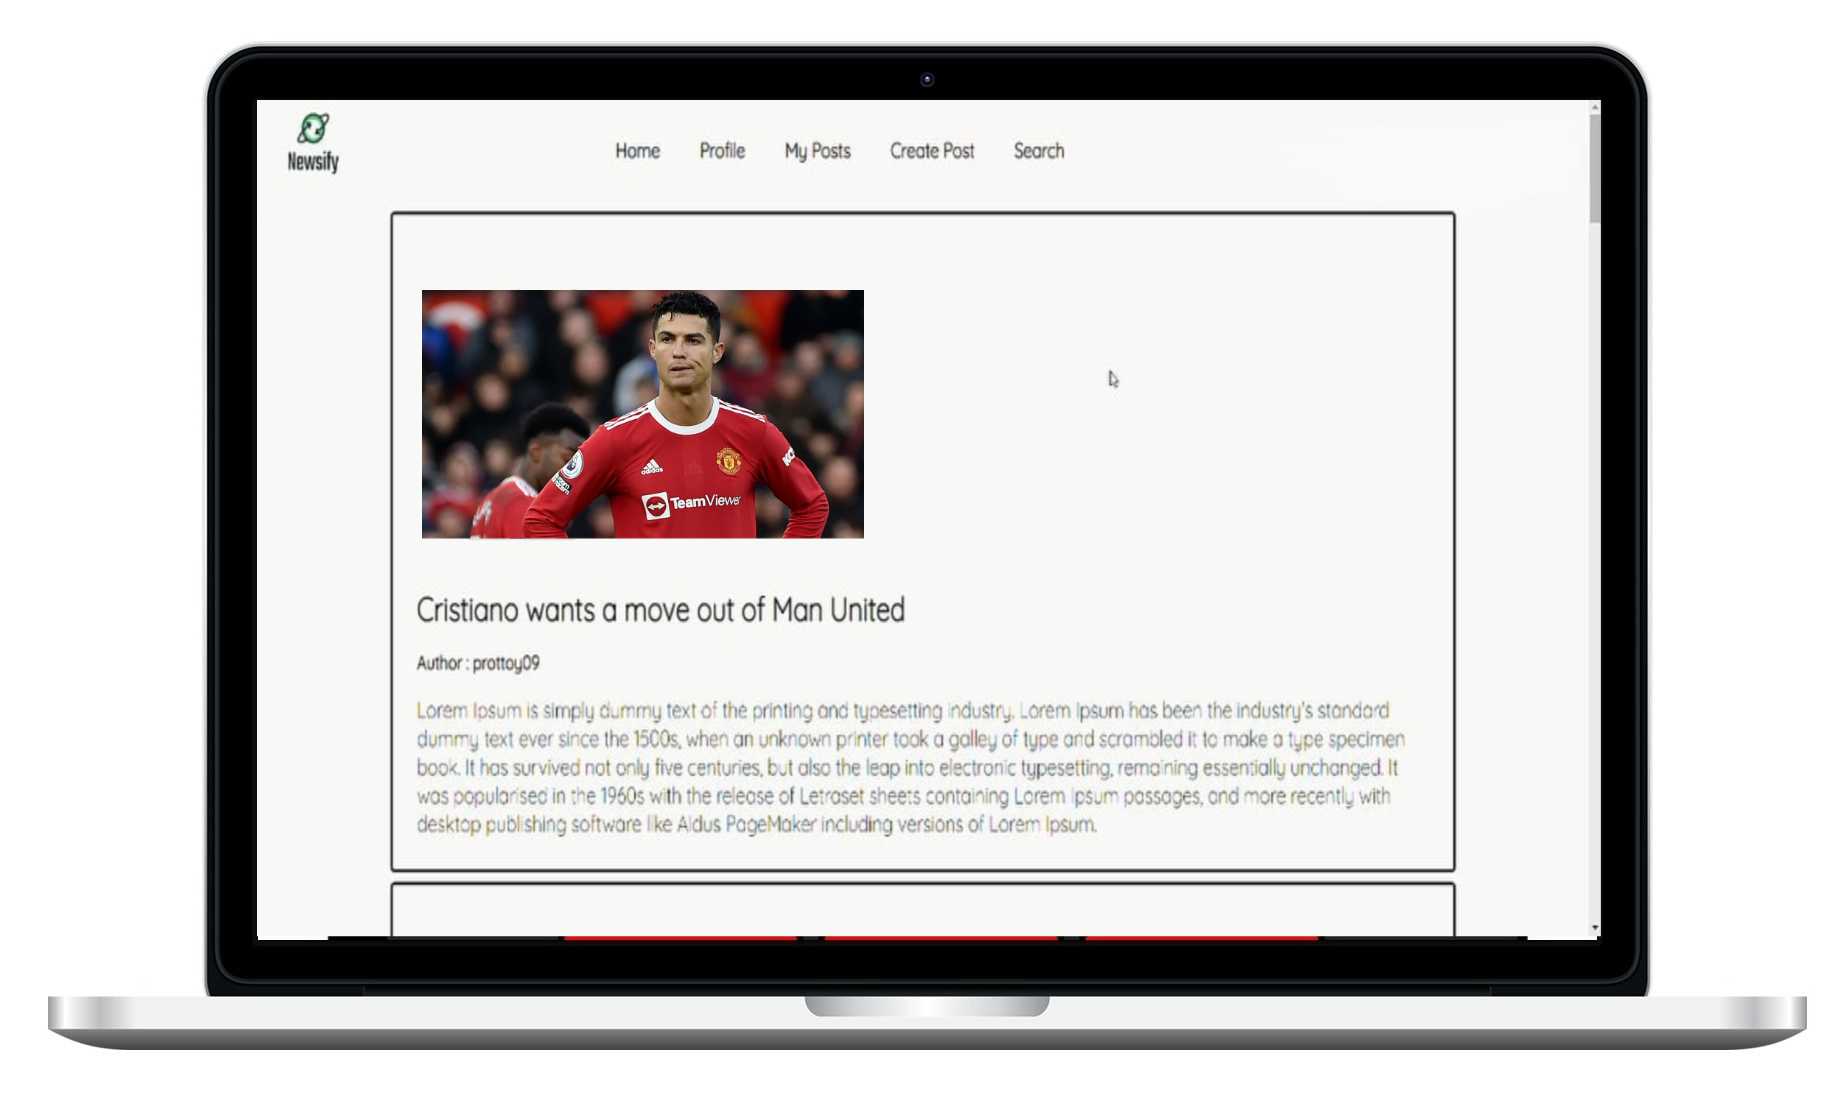 Newsify
Home Profile My Posts Create Post Search
adidas
TeamViewer
Cristiano wants a move out of Man United
Author : prottoy09
Lorem Ipsum is simply dummy text of the printing and typesetting industry. Lorem Ipsum has been the industry's standard
dummy text ever since the 1500s, when an unknown printer took a galley of type and scrambled it to make a type specimen
book. It has survived not only five centuries, but also the leap into electronic typesetting, remaining essentially unchanged. It
was popularised in the 1960s with the release of Letraset sheets containing Lorem Ipsum passages, and more recently with
desktop publishing software like Aldus PageMaker including versions of Lorem Ipsum.